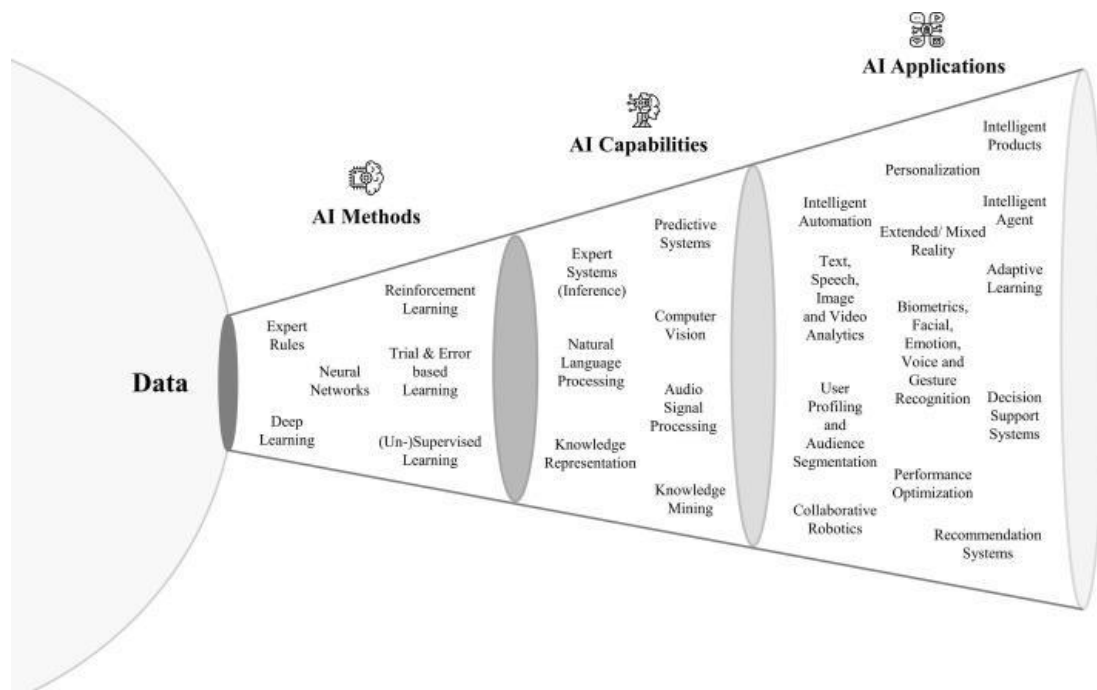 AI Applications
AI Capabilities
AI Methods
Data
Expert
Rules
Neural
Networks
Deep
Learning
Reinforcement
Learning
Trial & Error
based
Learning
(Un-)Supervised
Learning
Expert
Systems
(Inference)
Natural
Language
Processing
Knowledge
Representation
Predictive
Systems
Computer
Vision
Audio
Signal
Processing
Knowledge
Mining
Intelligent
Automation
Text,
Speech,
Image
and Video
Analytics
User
Profiling
and
Audience
Segmentation
Collaborative
Robotics
Personalization
Extended/ Mixed
Reality
Biometrics,
Facial,
Emotion,
Voice and
Gesture
Recognition
Performance
Optimization
Intelligent
Products
Intelligent
Agent
Adaptive
Learning
Decision
Support
Systems
Recommendation
Systems